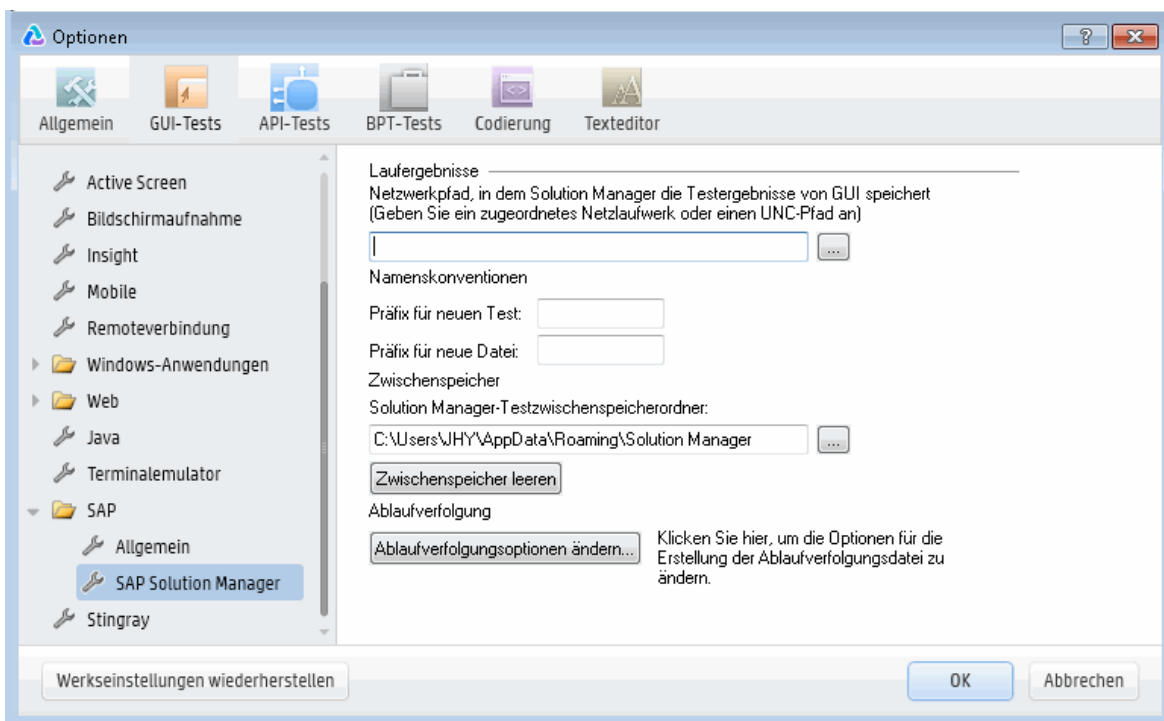 Optionen
?
Allgemein
GUI-Tests
API-Tests
BPT-Tests
Codierung
Texteditor
Active Screen
Bildschirmaufnahme
Insight
Mobile
Remoteverbindung
Windows-Anwendungen
Web
Java
Terminalemulator
SAP
Allgemein
SAP Solution Manager
Stingray
Laufergebnisse
Netzwerkpfad, in dem Solution Manager die Testergebnisse von GUI speichert
(Geben Sie ein zugeordnetes Netzlaufwerk oder einen UNC-Pfad an)
...
Namenskonventionen
Präfix für neuen Test:
Präfix für neue Datei:
Zwischenspeicher
Solution Manager-Testzwischenspeicherordner:
C:\Users\JHY\AppData\Roaming\Solution Manager
...
Zwischenspeicher leeren
Ablaufverfolgung
Ablaufverfolgungsoptionen ändern...
Klicken Sie hier, um die Optionen für die
Erstellung der Ablaufverfolgungsdatei zu
ändern.
Werkseinstellungen wiederherstellen
OK
Abbrechen